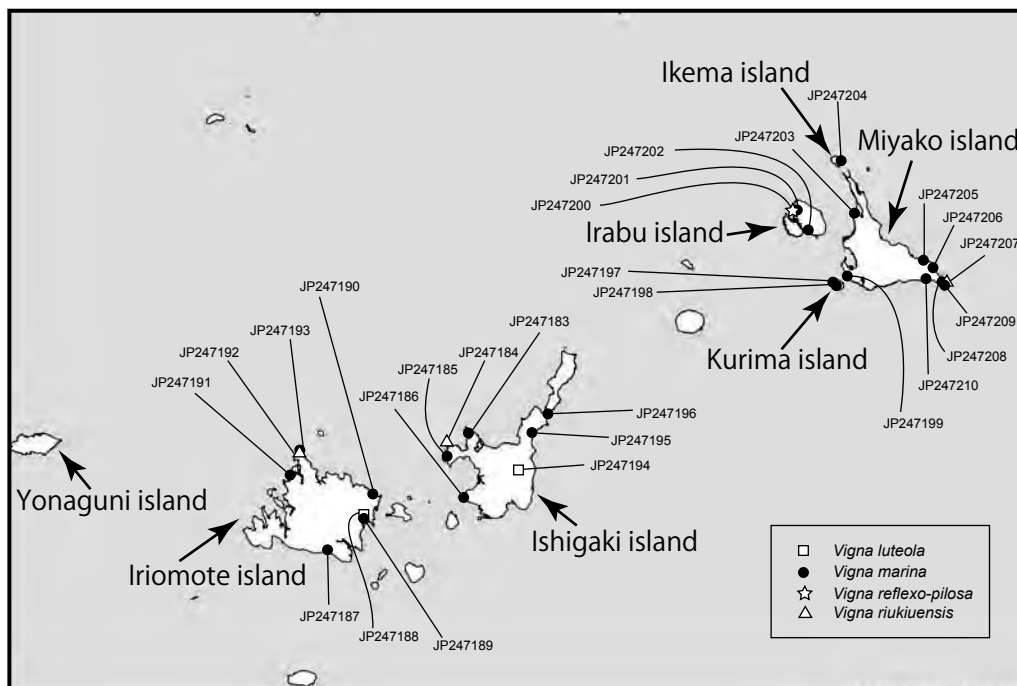 Ikema island
JP247204
JP247203
Miyako island
JP247202
JP247201
JP247200
JP247205
JP247206
JP247207
Irabu island
JP247197
JP247198
JP247190
JP247209
Kurima island
JP247183
JP247193
JP247184
JP247192
JP247208
JP247185
JP247191
JP247210
JP247186
JP247196
JP247199
JP247195
JP247194
Yonaguni island
Ishigaki island
Iriomote island
Vigna luteola
Vigna marina
Vigna reflexo-pilosa
Vigna riukiuensis
JP247187
JP247188
JP247189